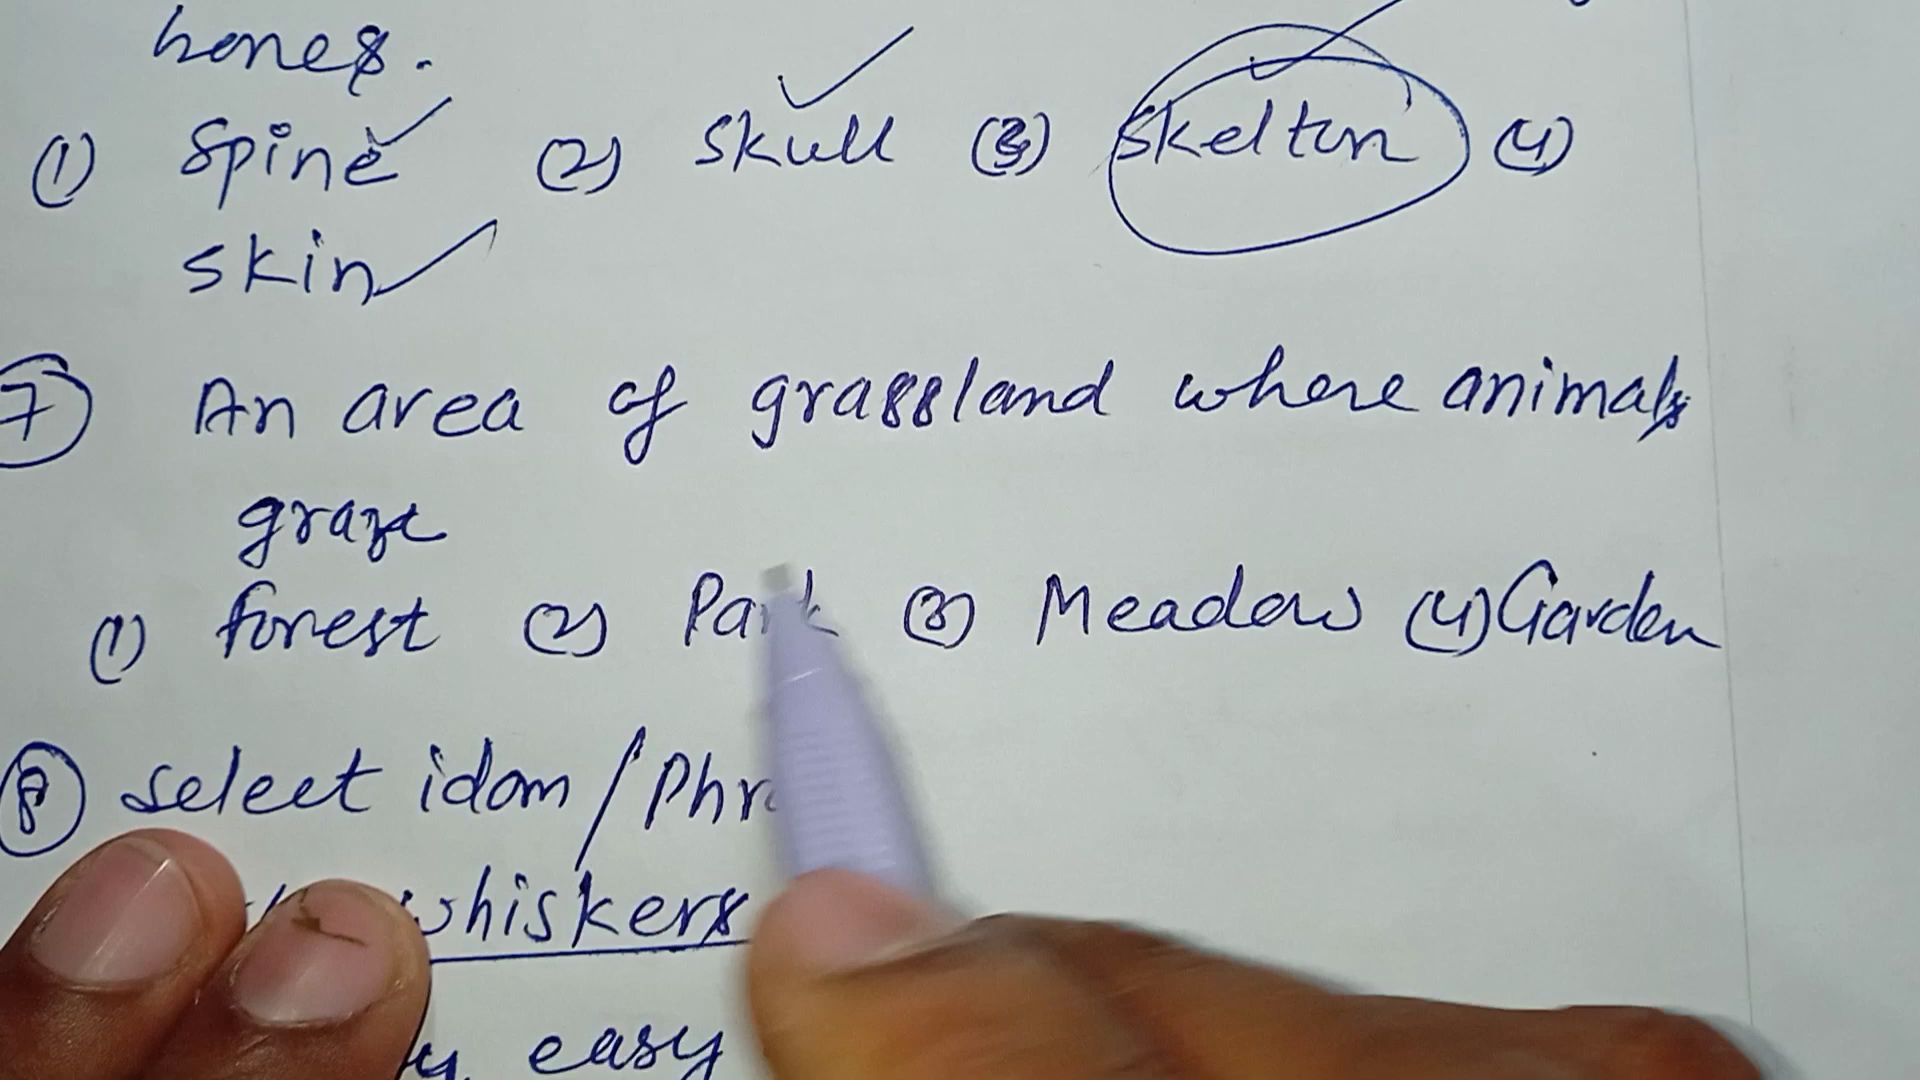 bones.
(1) Spine (2) Skull (3) Skelton (4)
Skin
7 An area of grassland where animals
graze
(1) forest (2) Park (3) Meadow (4) Garden
8 select idom /
whiskers
easy